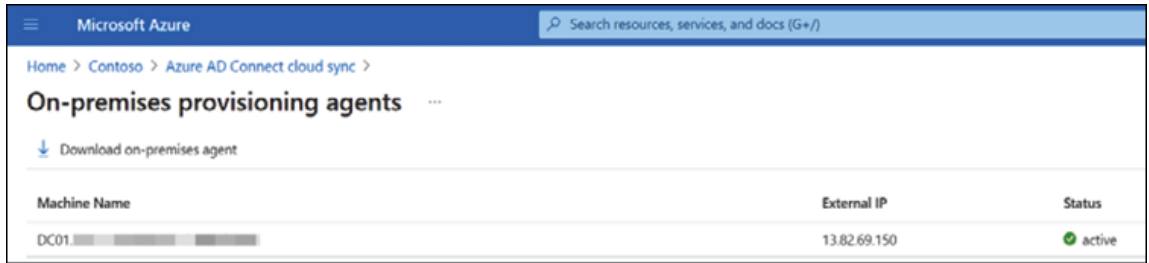 Microsoft Azure
Search resources, services, and docs (G+/)
Home > Contoso > Azure AD Connect cloud sync >
On-premises provisioning agents ...
Download on-premises agent
Machine Name External IP Status
DC01. 13.82.69.150 active